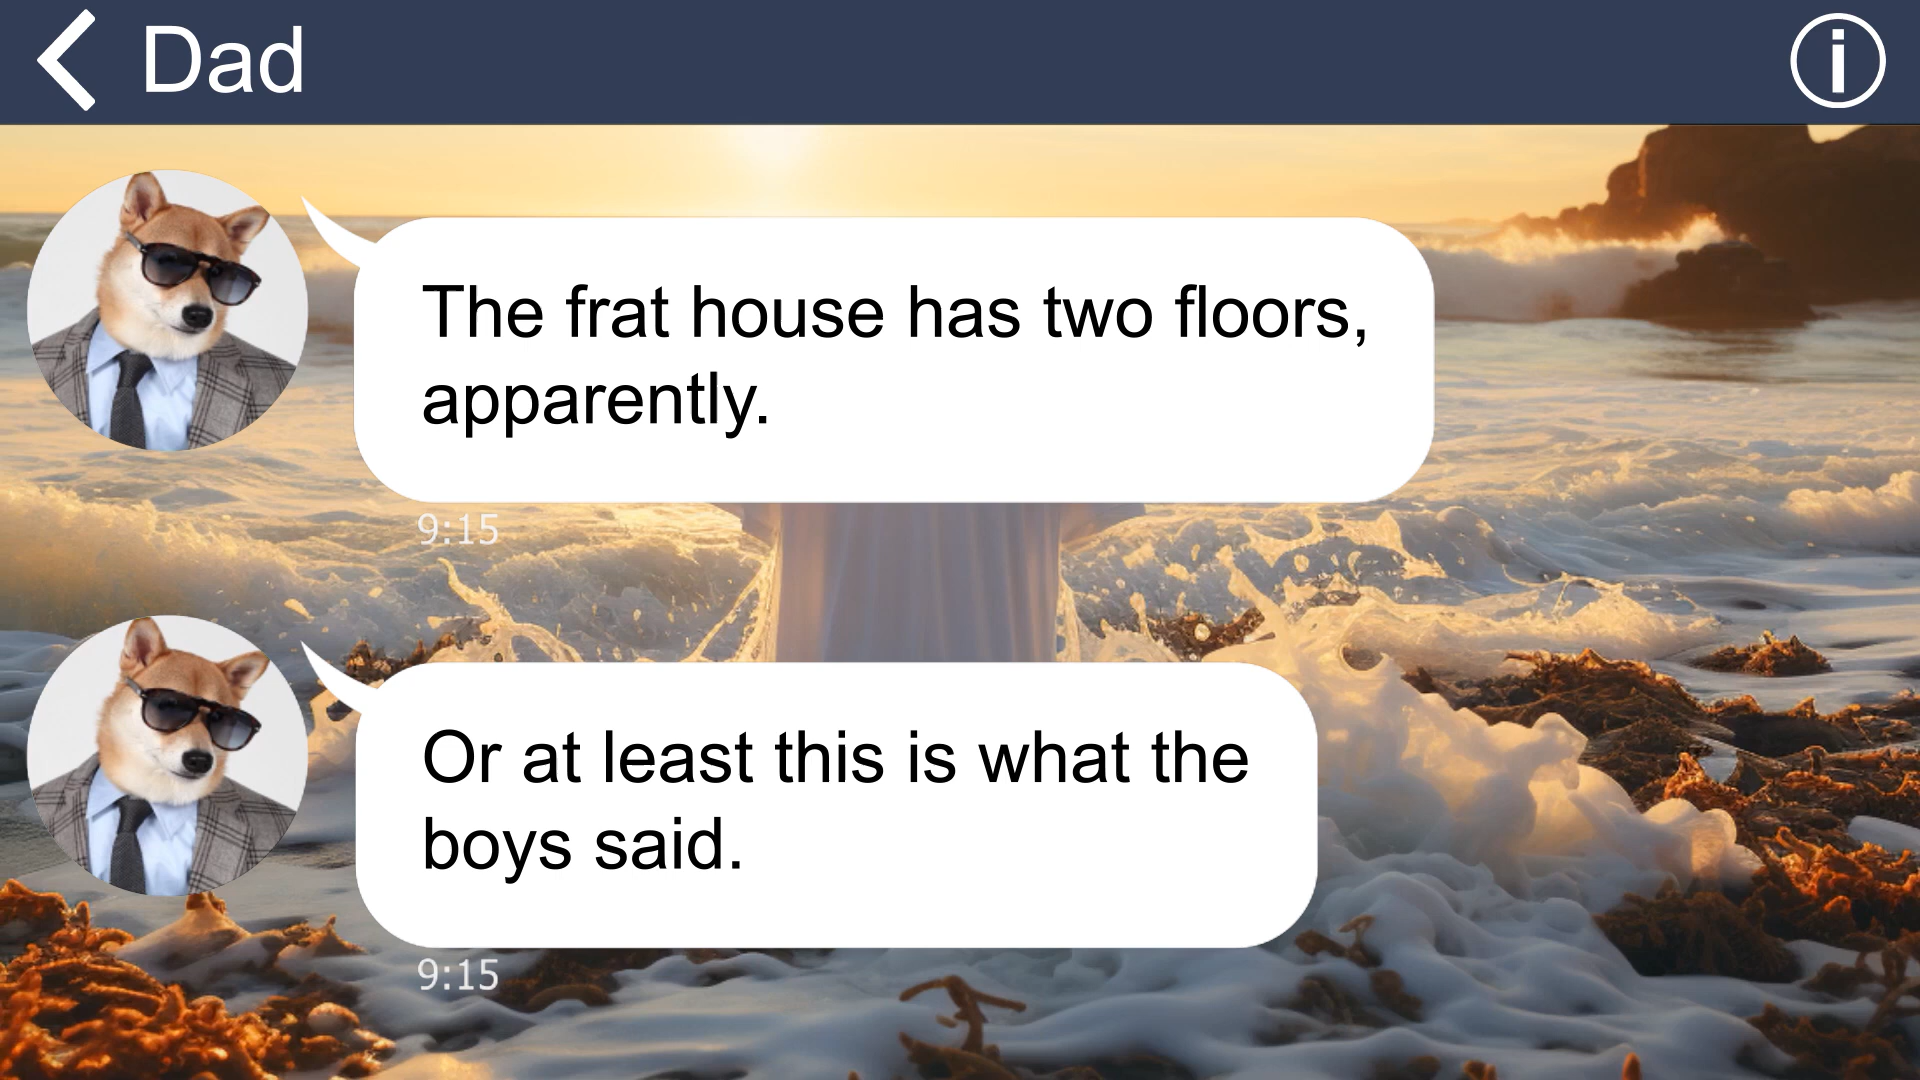 Dad
The frat house has two floors,
apparently.
9:15
Or at least this is what the
boys said.
9:15